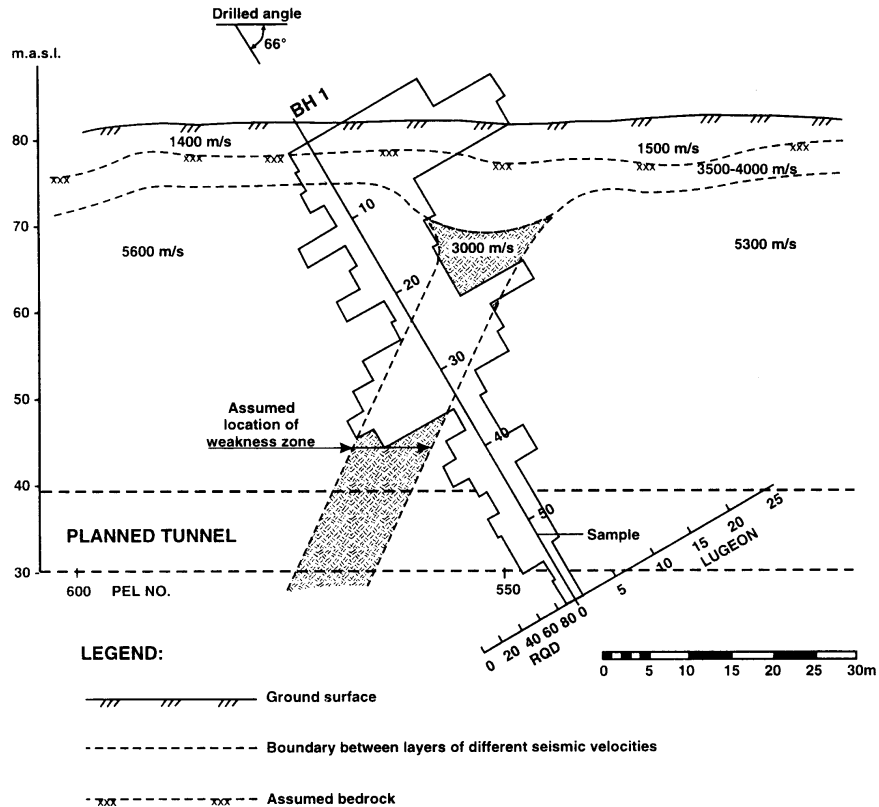 Drilled angle
66°
m.a.s.l.
BH 1
80
1400 m/s
1500 m/s
3500-4000 m/s
10
70
5600 m/s
3000 m/s
5300 m/s
20
60
30
50
Assumed
location of
weakness zone
40
40
50
PLANNED TUNNEL
Sample
30
600 PEL NO.
550
0 5 10 15 20 25
LUGEON
0 20 40 60 80
RQD
LEGEND:
0 5 10 15 20 25 30m
Ground surface
Boundary between layers of different seismic velocities
Assumed bedrock